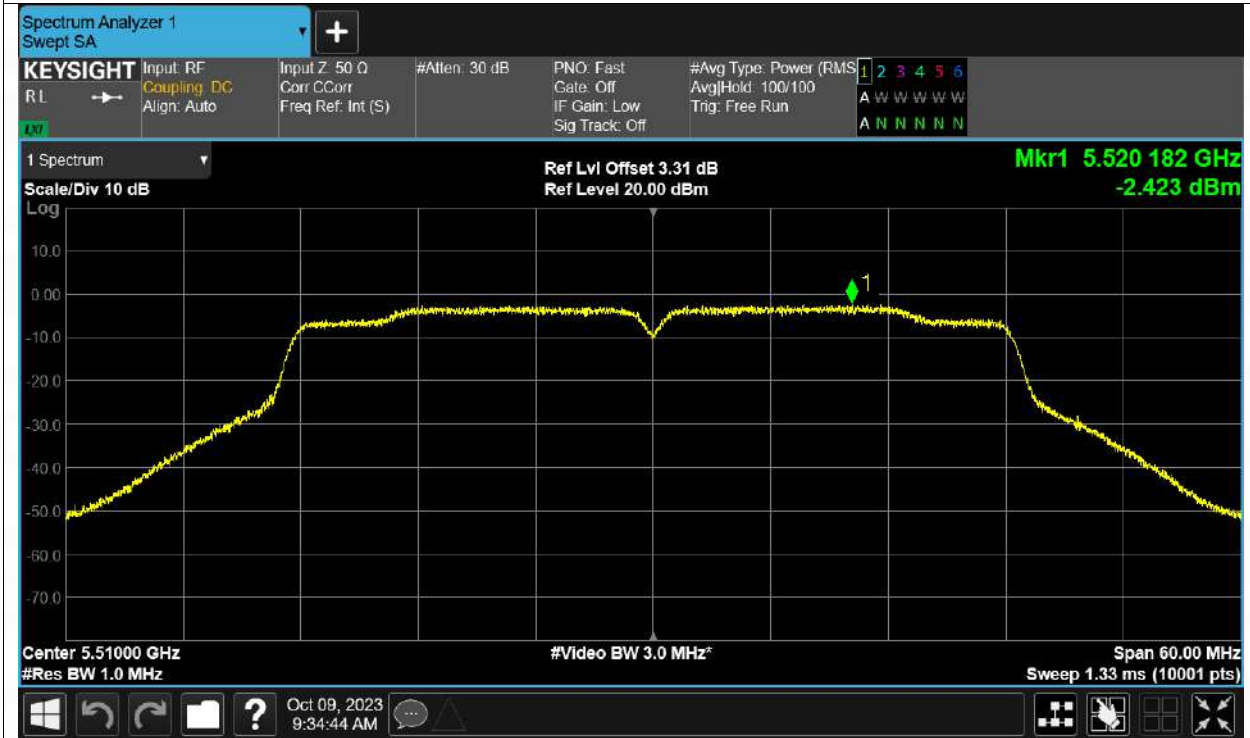 Spectrum Analyzer 1
Swept SA
+
KEYSIGHT
RL
LXI
Input: RF
Coupling: DC
Align: Auto
Input Z: 50 Ω
Corr CCorr
Freq Ref: Int (S)
#Atten: 30 dB
PNO: Fast
Gate: Off
IF Gain: Low
Sig Track: Off
#Avg Type: Power (RMS
Avg|Hold: 100/100
Trig: Free Run
1 2 3 4 5 6
A W W W W W
A N N N N N
1 Spectrum
Scale/Div 10 dB
Log
Ref Lvl Offset 3.31 dB
Ref Level 20.00 dBm
Mkr1 5.520 182 GHz
-2.423 dBm
10.0
0.00
-10.0
-20.0
-30.0
-40.0
-50.0
-60.0
-70.0
1
Center 5.51000 GHz
#Res BW 1.0 MHz
#Video BW 3.0 MHz*
Span 60.00 MHz
Sweep 1.33 ms (10001 pts)
?
Oct 09, 2023
9:34:44 AM